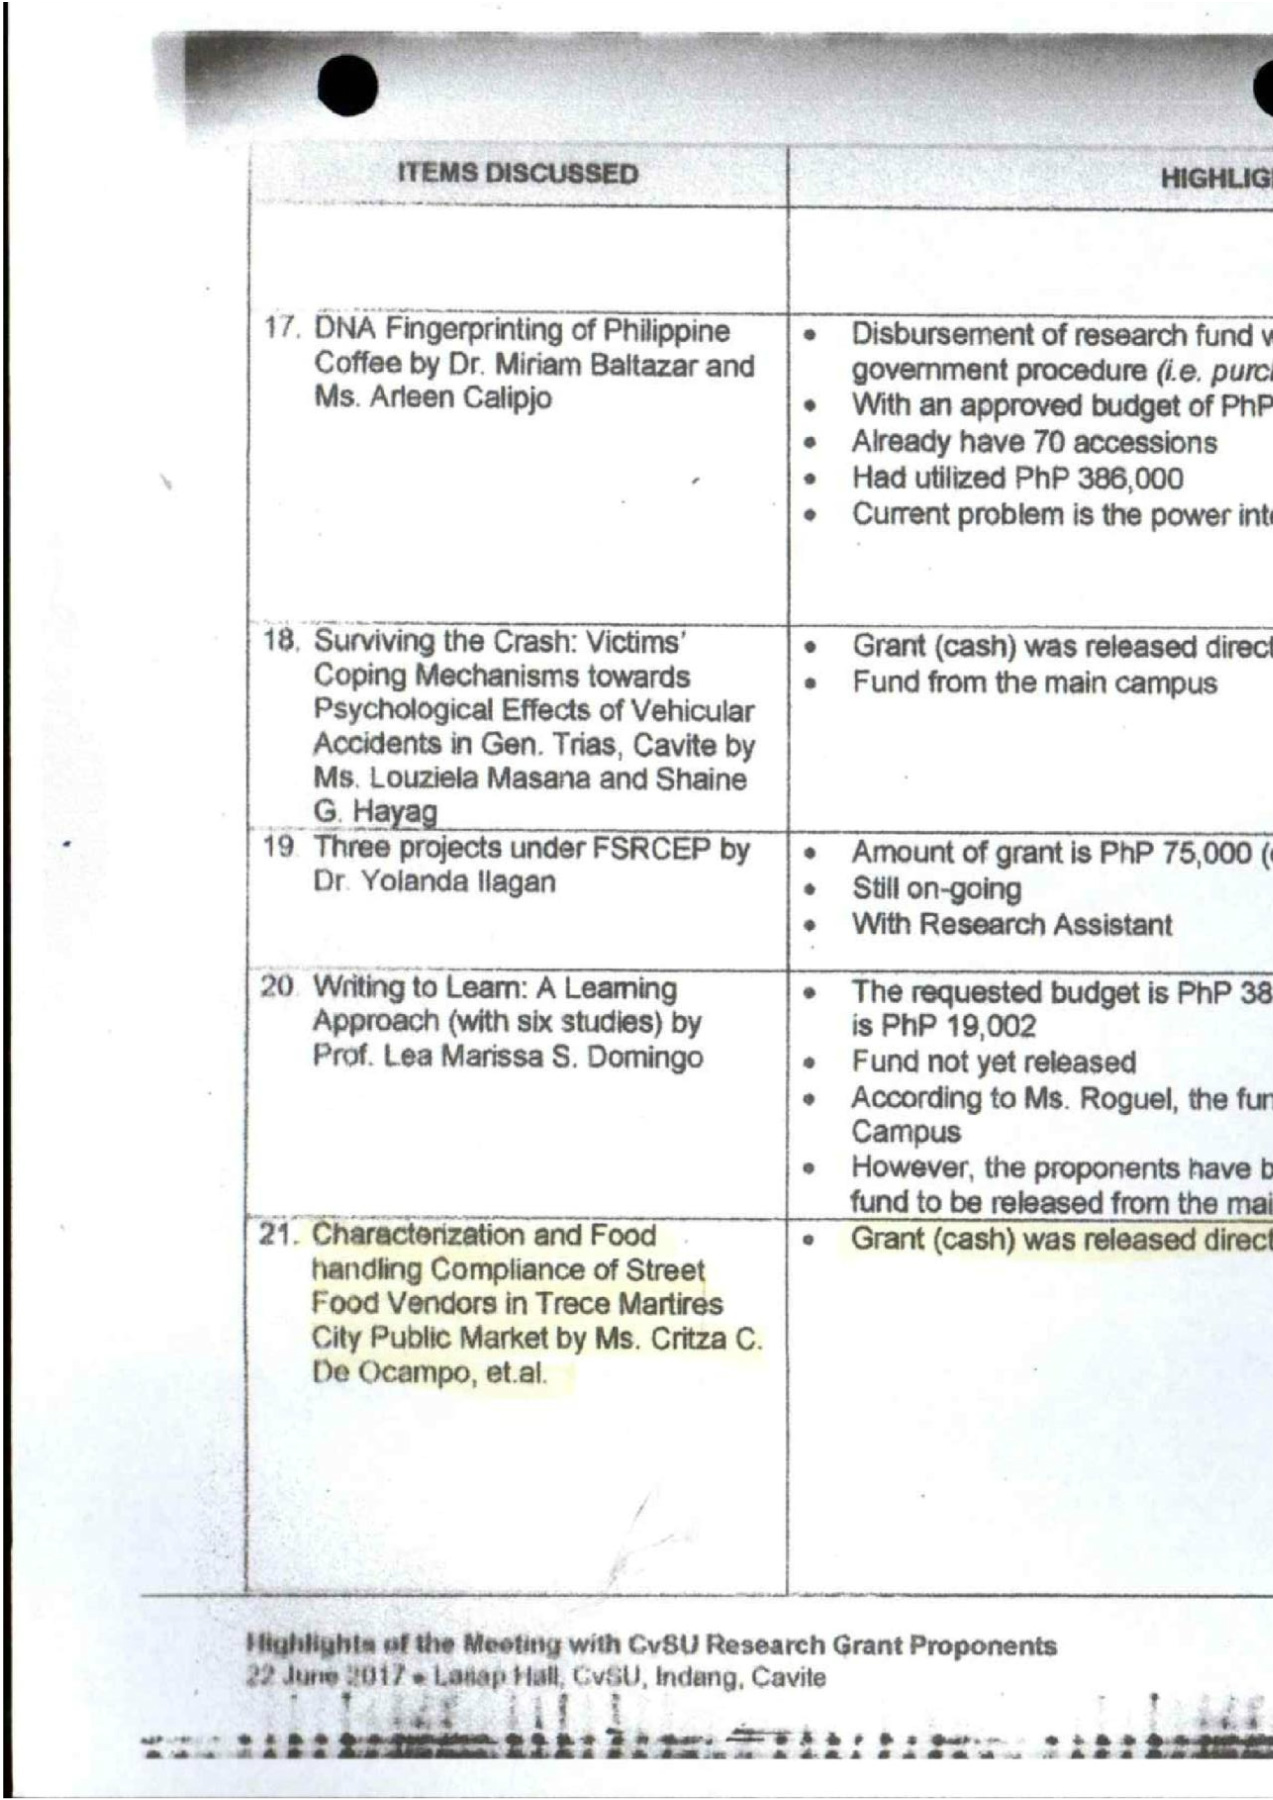 ITEMS DISCUSSED
HIGHLIG
17. DNA Fingerprinting of Philippine
Coffee by Dr. Miriam Baltazar and
Ms. Arleen Calipjo
• Disbursement of research fund
government procedure (i.e. purc
• With an approved budget of PhP
• Already have 70 accessions
• Had utilized PhP 386,000
• Current problem is the power int
18. Surviving the Crash: Victims'
Coping Mechanisms towards
Psychological Effects of Vehicular
Accidents in Gen. Trias, Cavite by
Ms. Louziela Masana and Shaine
G. Hayag
• Grant (cash) was released direct
• Fund from the main campus
19. Three projects under FSRCEP by
Dr. Yolanda Ilagan
• Amount of grant is PhP 75,000 (
• Still on-going
• With Research Assistant
20. Writing to Learn: A Learning
Approach (with six studies) by
Prof. Lea Marissa S. Domingo
• The requested budget is PhP 38
is PhP 19,002
• Fund not yet released
• According to Ms. Roguel, the fun
Campus
• However, the proponents have b
fund to be released from the mai
21. Characterization and Food
handling Compliance of Street
Food Vendors in Trece Martires
City Public Market by Ms. Critza C.
De Ocampo, et.al.
• Grant (cash) was released direct
Highlights of the Meeting with CvSU Research Grant Proponents
22 June 2017 • Lasap Hall, CvSU, Indang, Cavite